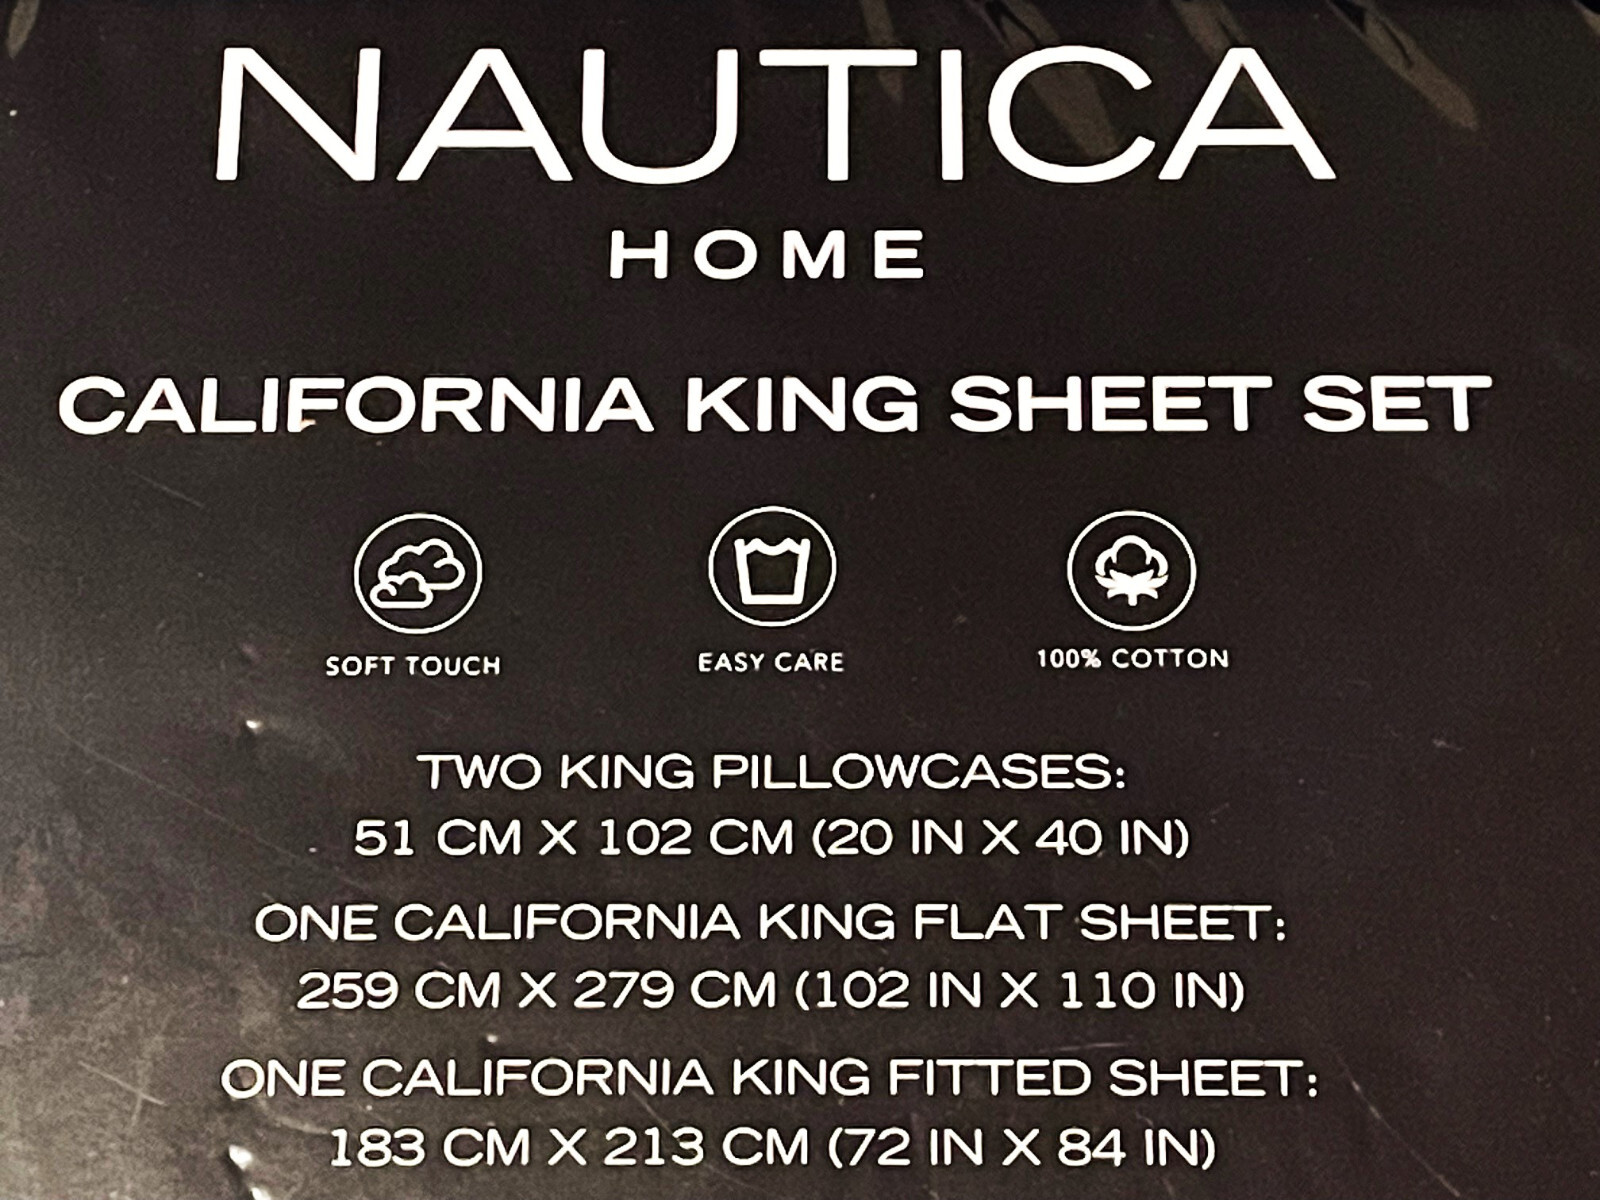 NAUTICA
HOME
CALIFORNIA KING SHEET SET
SOFT TOUCH EASY CARE 100% COTTON
TWO KING PILLOWCASES:
51 CM X 102 CM (20 IN X 40 IN)
ONE CALIFORNIA KING FLAT SHEET:
259 CM X 279 CM (102 IN X 110 IN)
ONE CALIFORNIA KING FITTED SHEET:
183 CM X 213 CM (72 IN X 84 IN)